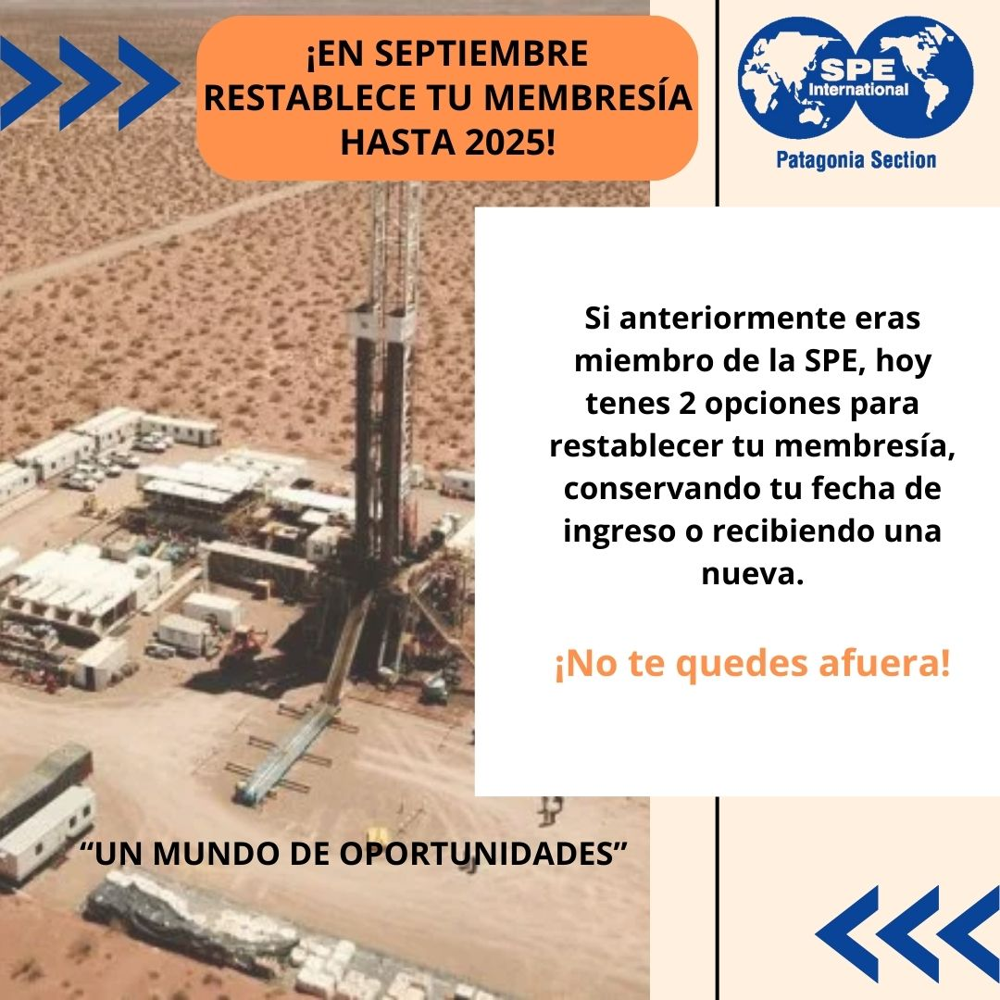 ¡EN SEPTIEMBRE
RESTABLECE TU MEMBRESÍA
HASTA 2025!
SPE
International
Patagonia Section
Si anteriormente eras
miembro de la SPE, hoy
tenes 2 opciones para
restablecer tu membresía,
conservando tu fecha de
ingreso o recibiendo una
nueva.
¡No te quedes afuera!
“UN MUNDO DE OPORTUNIDADES”